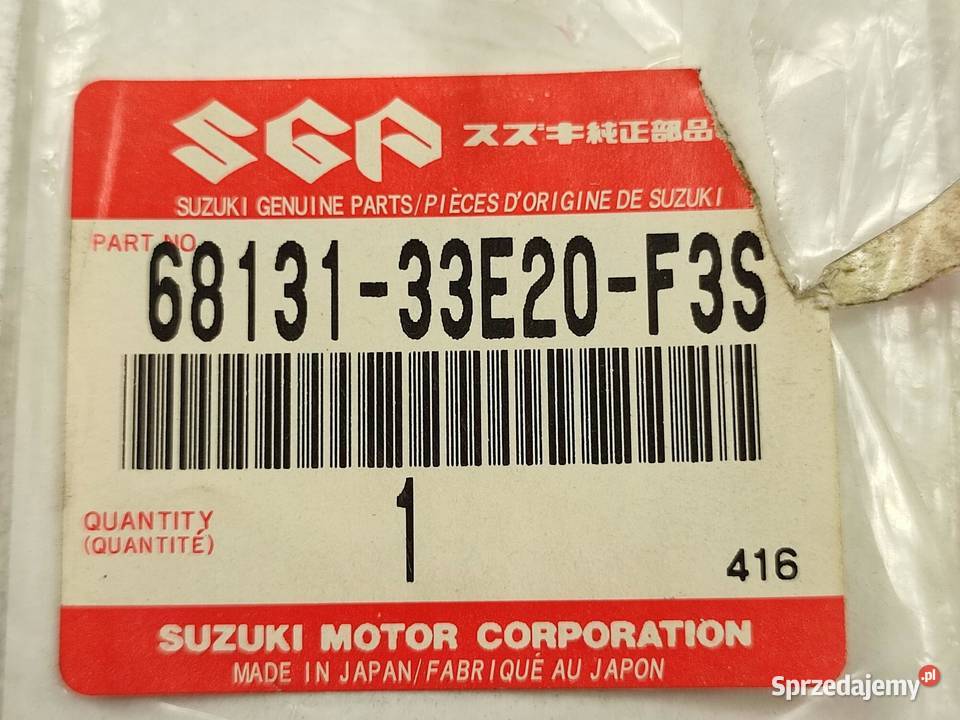 SGP スズキ純正部品
SUZUKI GENUINE PARTS/PIÈCES D'ORIGINE DE SUZUKI
PART NO.
68131-33E20-F3S
QUANTITY
(QUANTITÉ)
1
416
SUZUKI MOTOR CORPORATION
MADE IN JAPAN/FABRIQUÉ AU JAPON
Sprzedajemy.pl